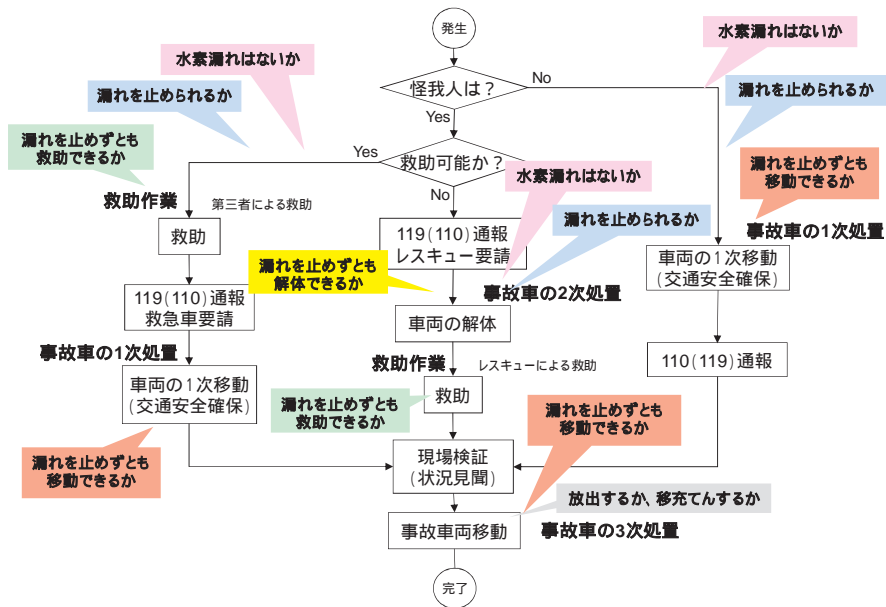 発生
水素漏れはないか
水素漏れはないか
怪我人は？
No
漏れを止められるか
漏れを止められるか
Yes
漏れを止めずとも
救助できるか
Yes
救助可能か？
水素漏れはないか
漏れを止めずとも
移動できるか
No
救助作業
第三者による救助
漏れを止められるか
事故車の1次処置
救助
119(110)通報
レスキュー要請
車両の1次移動
(交通安全確保)
漏れを止めずとも
解体できるか
事故車の2次処置
119(110)通報
救急車要請
車両の解体
事故車の1次処置
救助作業
レスキューによる救助
110(119)通報
車両の1次移動
(交通安全確保)
救助
漏れを止めずとも
救助できるか
漏れを止めずとも
移動できるか
漏れを止めずとも
移動できるか
現場検証
(状況見聞)
放出するか、移充てんするか
事故車両移動
事故車の3次処置
完了